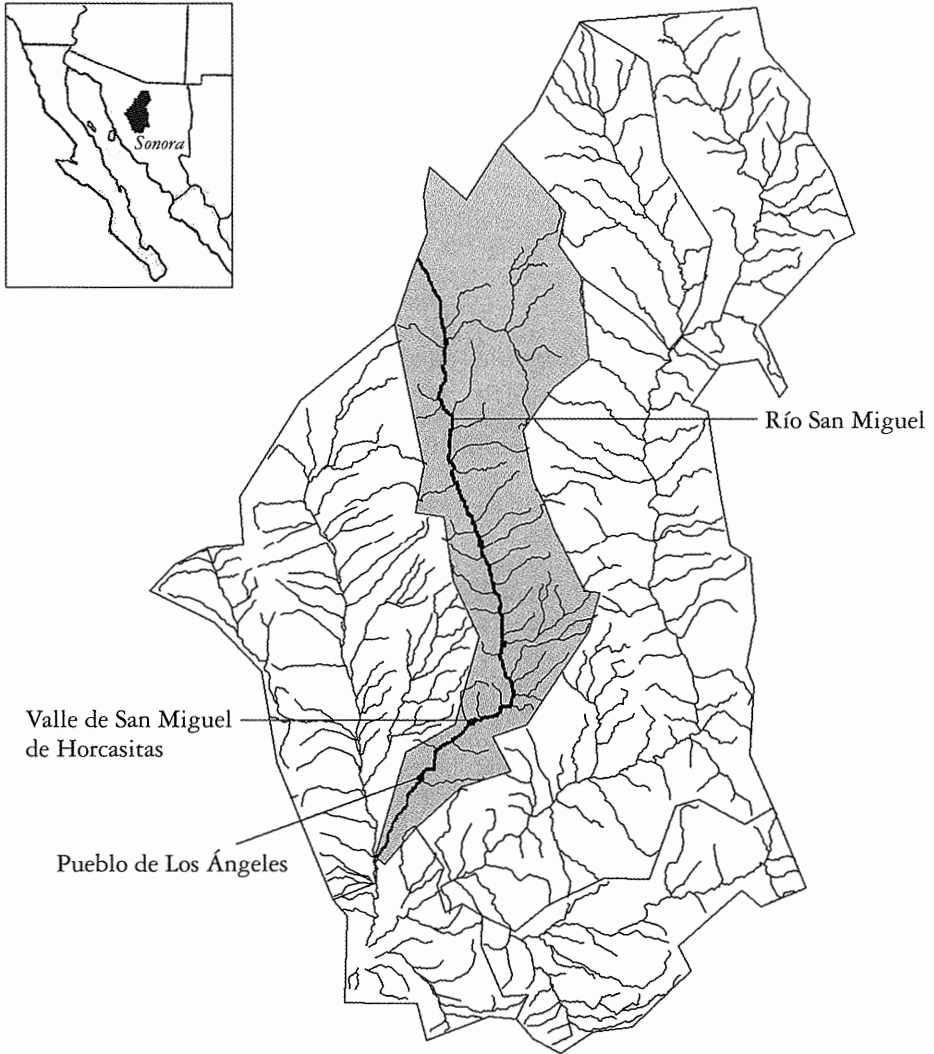 Sonora
Río San Miguel
Valle de San Miguel
de Horcasitas
Pueblo de Los Ángeles